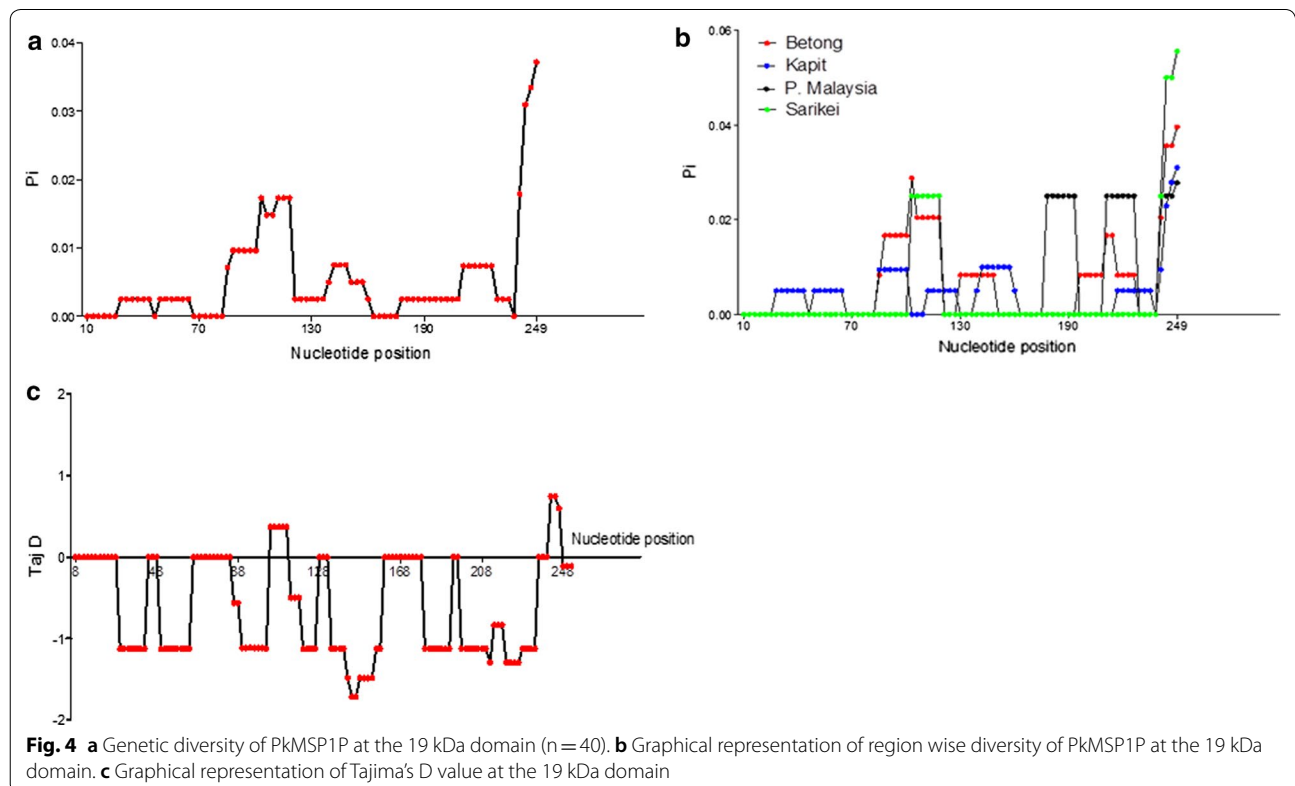 a
0.04
0.03
0.02
0.01
0.00
Pi
10 70 130 190 249
Nucleotide position
b
0.06
0.04
0.02
0.00
Pi
Betong
Kapit
P. Malaysia
Sarikei
10 70 130 190 249
Nucleotide position
c
2
1
0
-1
-2
Taj D
Nucleotide position
8 48 88 128 168 208 248
Fig. 4 a Genetic diversity of PkMSP1P at the 19 kDa domain (n = 40). b Graphical representation of region wise diversity of PkMSP1P at the 19 kDa
domain. c Graphical representation of Tajima's D value at the 19 kDa domain